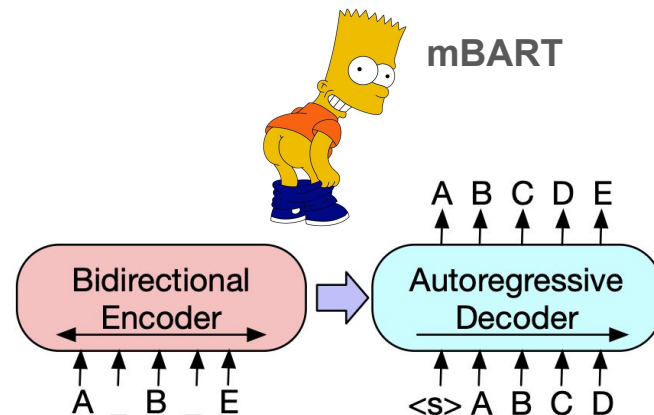 mBART
A B C D E
Bidirectional
Encoder
Autoregressive
Decoder
A _ B _ E
<s> A B C D